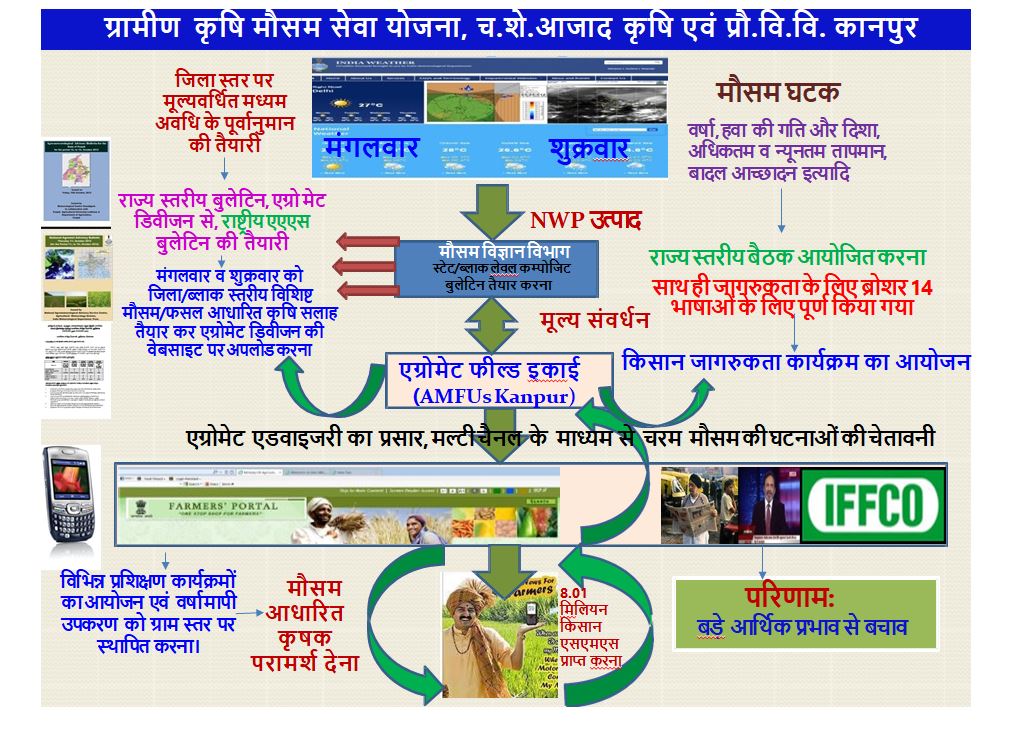 ग्रामीण कृषि मौसम सेवा योजना, च.शे.आजाद कृषि एवं प्रौ.वि.वि. कानपुर
जिला स्तर पर
मूल्यवर्धित मध्यम
अवधि के पूर्वानुमान
की तैयारी
INDIA WEATHER
Delhi
27°C
National
Weather
मंगलवार
शुक्रवार
मौसम घटक
वर्षा, हवा की गति और दिशा,
अधिकतम व न्यूनतम तापमान,
बादल आच्छादन इत्यादि
राज्य स्तरीय बुलेटिन, एग्रो मेट
डिवीजन से, राष्ट्रीय एएएस
बुलेटिन की तैयारी
NWP उत्पाद
मौसम विज्ञान विभाग
स्टेट/ब्लाक लेवल कम्पोजिट
बुलेटिन तैयार करना
राज्य स्तरीय बैठक आयोजित करना
साथ ही जागरुकता के लिए ब्रोशर 14
भाषाओं के लिए पूर्ण किया गया
मंगलवार व शुक्रवार को
जिला/ब्लाक स्तरीय विशिष्ट
मौसम/फसल आधारित कृषि सलाह
तैयार कर एग्रोमेट डिवीजन की
वेबसाइट पर अपलोड करना
मूल्य संवर्धन
एग्रोमेट फील्ड इकाई
(AMFUs Kanpur)
किसान जागरुकता कार्यक्रम का आयोजन
एग्रोमेट एडवाइजरी का प्रसार, मल्टीचैनल के माध्यम से चरम मौसम की घटनाओं की चेतावनी
FARMERS' PORTAL
"ONE STOP SHOP FOR FARMERS"
IFFCO
विभिन्न प्रशिक्षण कार्यक्रमों
का आयोजन एवं वर्षामापी
उपकरण को ग्राम स्तर पर
स्थापित करना।
मौसम
आधारित
कृषक
परामर्श देना
News For
Farmers
8.01
मिलियन
किसान
एसएमएस
प्राप्त करना
परिणाम:
बड़े आर्थिक प्रभाव से बचाव